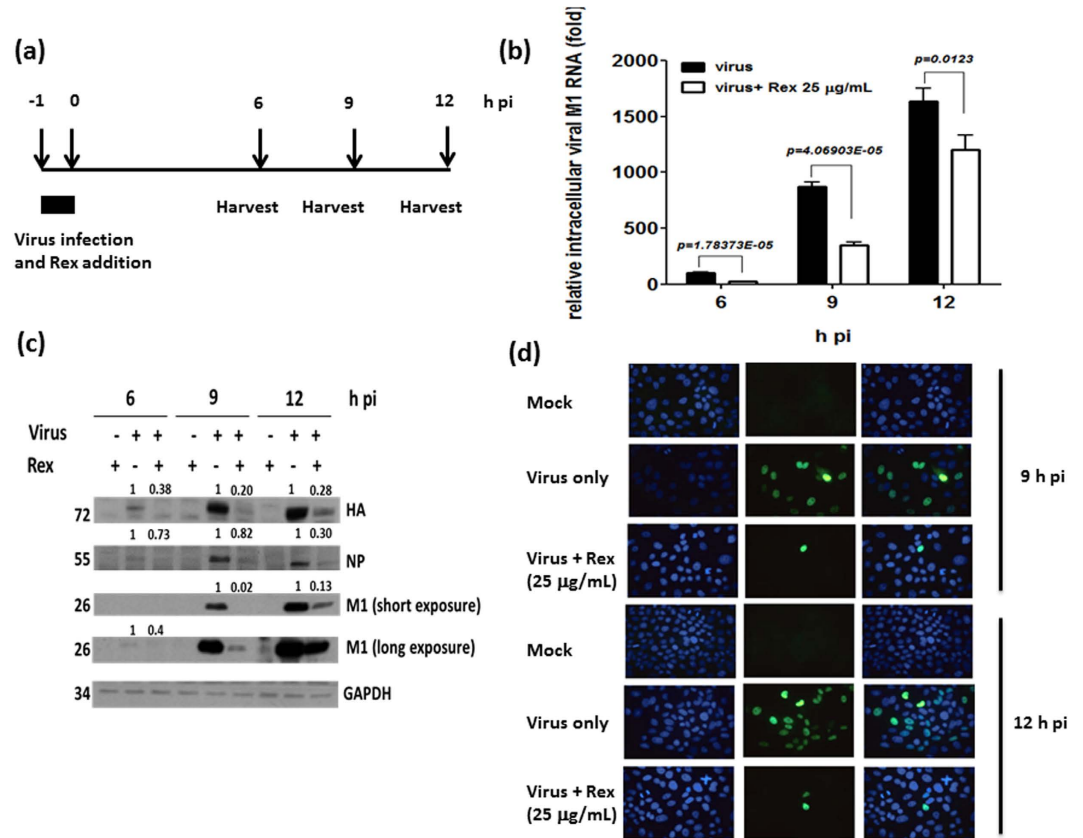 (a)
-1 0 6 9 12 h pi
Harvest Harvest Harvest
Virus infection
and Rex addition
(b)
relative intracellular viral M1 RNA (fold)
2000
1500
1000
500
0
virus
virus+ Rex 25 μg/mL
p=1.78373E-05
p=4.06903E-05
p=0.0123
6 9 12
h pi
(c)
6 9 12 h pi
Virus - + + - + + - + +
Rex + - + + - + + - +
1 0.38 1 0.20 1 0.28
72 HA
1 0.73 1 0.82 1 0.30
55 NP
1 0.02 1 0.13
26 M1 (short exposure)
1 0.4
26 M1 (long exposure)
34 GAPDH
(d)
Mock
Virus only
Virus + Rex
(25 μg/mL)
9 h pi
Mock
Virus only
Virus + Rex
(25 μg/mL)
12 h pi